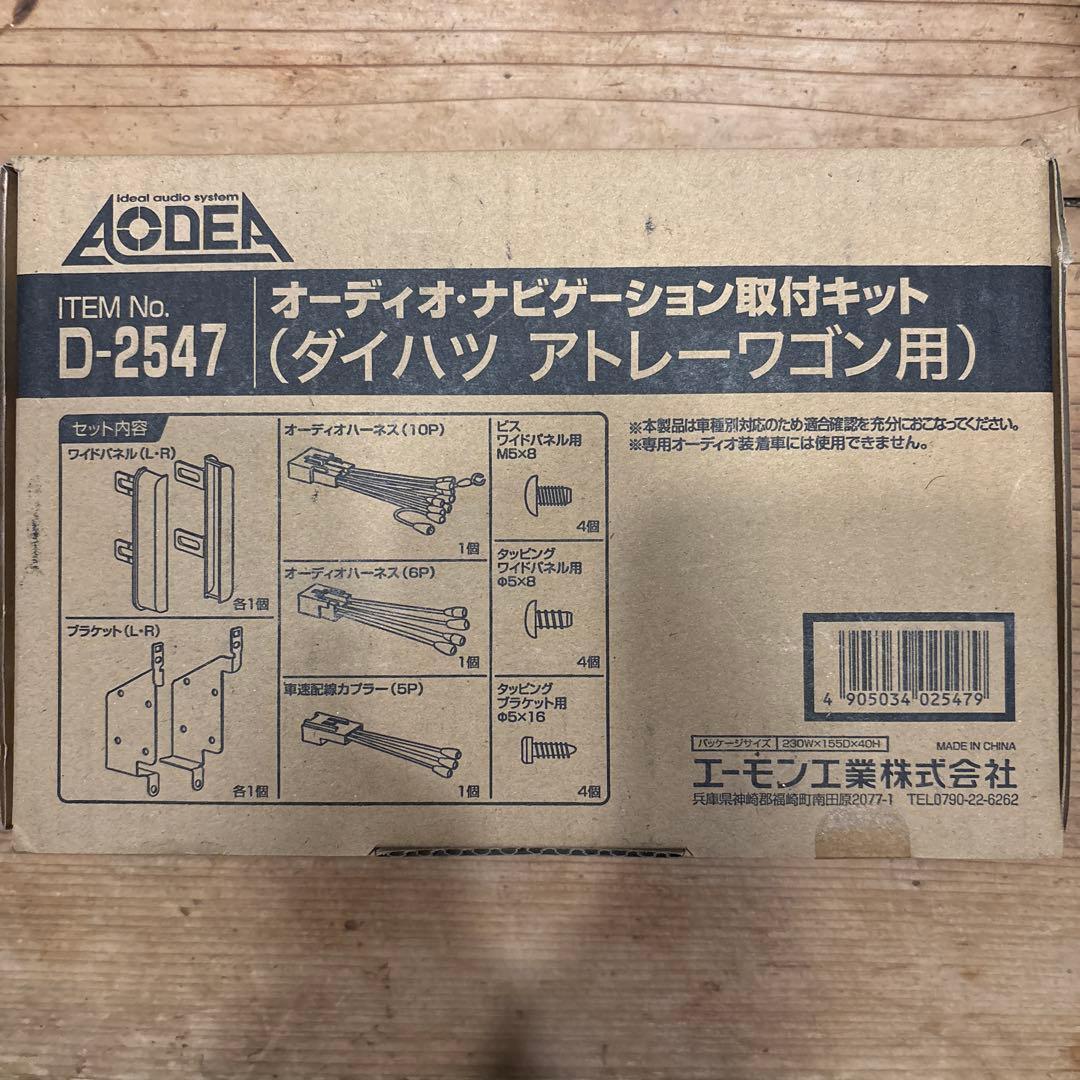 ideal audio system
AODEA
ITEM No.
D-2547
オーディオ・ナビゲーション取付キット
（ダイハツ アトレーワゴン用）
セット内容
ワイドパネル（L・R）
各1個
ブラケット（L・R）
各1個
オーディオハーネス（10P）
1個
オーディオハーネス（6P）
1個
車速配線カプラー（5P）
1個
ビス
ワイドパネル用
M5×8
4個
タッピング
ワイドパネル用
Φ5×8
4個
タッピング
ブラケット用
Φ5×16
4個
※本製品は車種別対応のため適合確認を充分におこなってください。
※専用オーディオ装着車には使用できません。
4 905034 025479
パッケージサイズ 230W×155D×40H
MADE IN CHINA
エーモン工業株式会社
兵庫県神崎郡福崎町南田原2077-1 TEL0790-22-6262